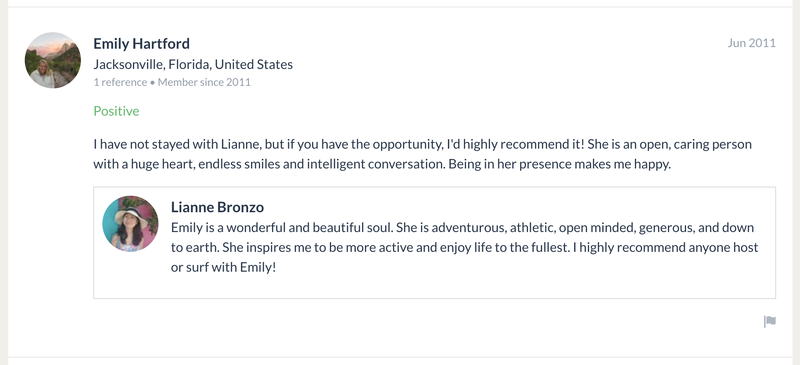 Emily Hartford
Jun 2011
Jacksonville, Florida, United States
1 reference • Member since 2011
Positive
I have not stayed with Lianne, but if you have the opportunity, I'd highly recommend it! She is an open, caring person
with a huge heart, endless smiles and intelligent conversation. Being in her presence makes me happy.
Lianne Bronzo
Emily is a wonderful and beautiful soul. She is adventurous, athletic, open minded, generous, and down
to earth. She inspires me to be more active and enjoy life to the fullest. I highly recommend anyone host
or surf with Emily!